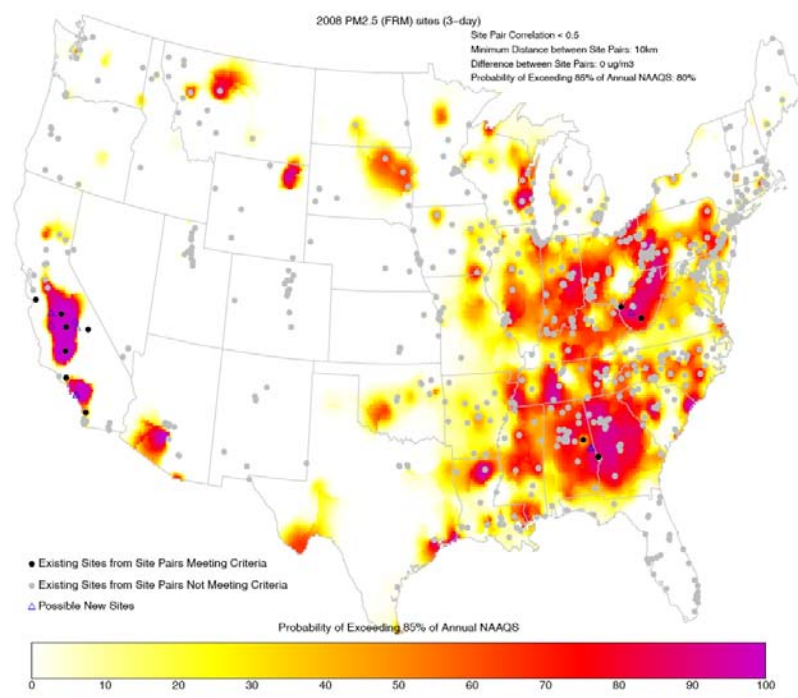 2008 PM2.5 (FRM) sites (3-day)
Site Pair Correlation < 0.5
Minimum Distance between Site Pairs: 10km
Difference between Site Pairs: 0 ug/m3
Probability of Exceeding 85% of Annual NAAQS: 80%
Existing Sites from Site Pairs Meeting Criteria
Existing Sites from Site Pairs Not Meeting Criteria
Possible New Sites
Probability of Exceeding 85% of Annual NAAQS
0 10 20 30 40 50 60 70 80 90 100